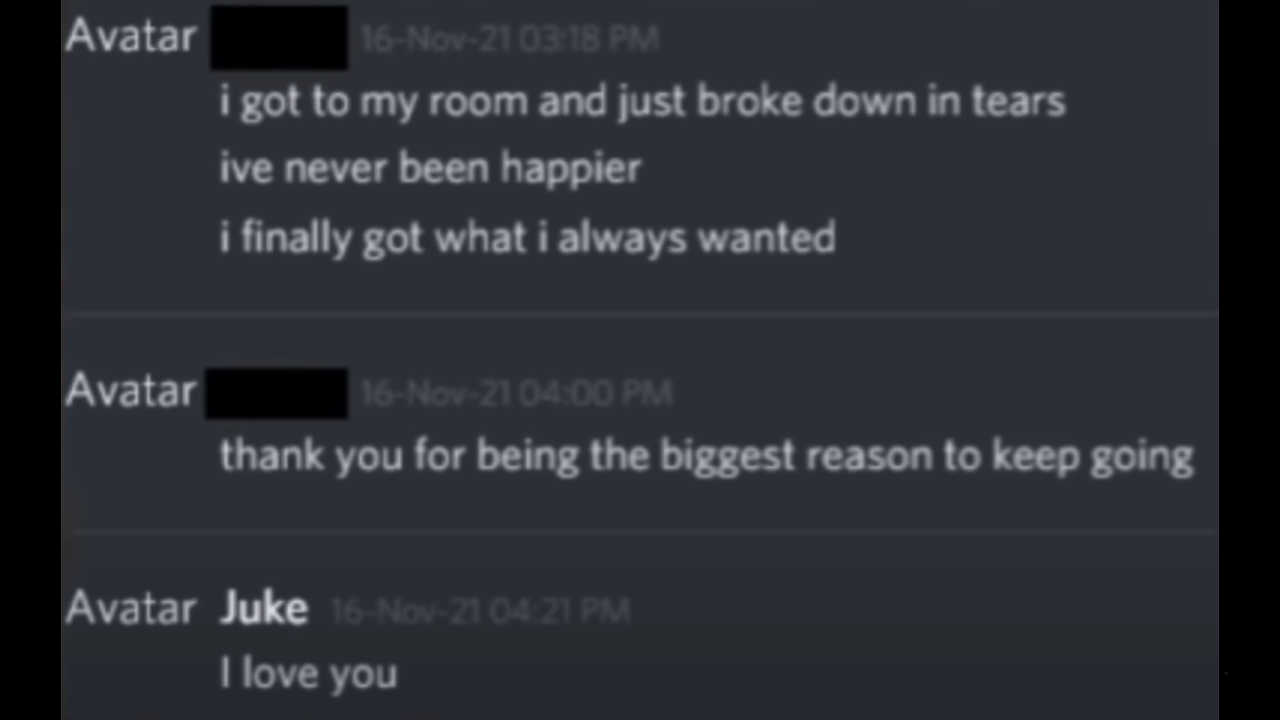 Avatar 16-Nov-21 03:18 PM
i got to my room and just broke down in tears
ive never been happier
i finally got what i always wanted
Avatar 16-Nov-21 04:00 PM
thank you for being the biggest reason to keep going
Avatar Juke 16-Nov-21 04:21 PM
I love you